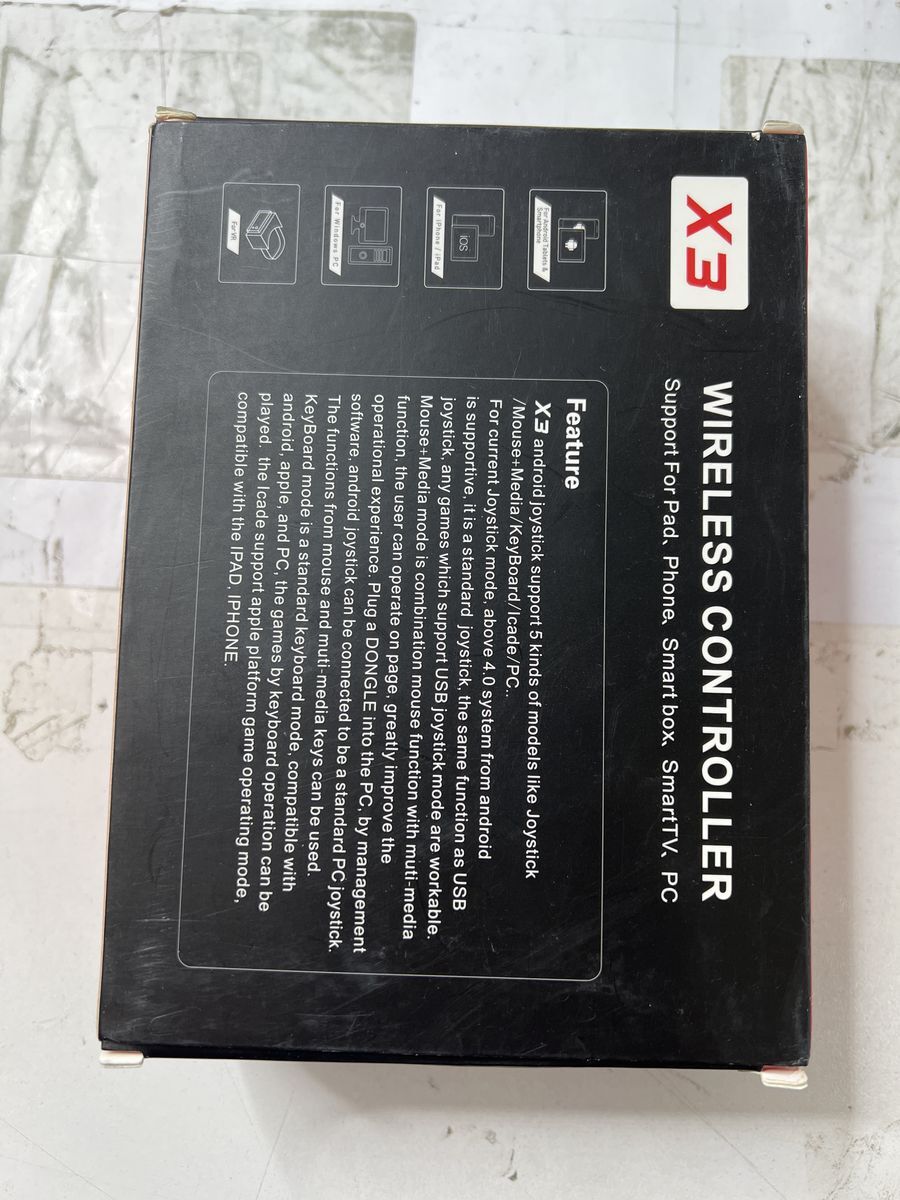 X3
WIRELESS CONTROLLER
Support For Pad、Phone、Smart box、Smart TV、PC
For Android Tablets &
Smartphone
iOS
For iPhone / iPad
For Windows PC
For VR
Feature
X3 android joystick support 5 kinds of models like Joystick
/Mouse+Media/KeyBoard/Icade/PC..
For current Joystick mode, above 4.0 system from android
is supportive, it is a standard joystick, the same function as USB
joystick, any games which support USB joystick mode are workable.
Mouse+Media mode is combination mouse function with muti-media
function, the user can operate on page, greatly improve the
operational experience. Plug a DONGLE into the PC, by management
software, android joystick can be connected to be a standard PC joystick.
The functions from mouse and muti-media keys can be used.
KeyBoard mode is a standard keyboard mode, compatible with
android, apple, and PC, the games by keyboard operation can be
played, the Icade support apple platform game operating mode,
compatible with the IPAD, IPHONE.